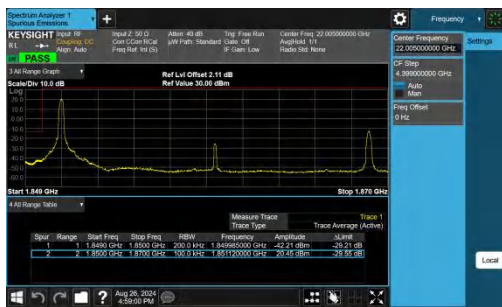 Spectrum Analyzer 1
Spurious Emissions
Frequency
KEYSIGHT Input: RF
Coupling: DC
Align: Auto
Input Z: 50 Ω
Corr CCorr RCal
Freq Ref: Int (S)
Atten: 40 dB
µW Path: Standard
Trig: Free Run
Gate: Off
IF Gain: Low
Center Freq: 22.005000000 GHz
Avg|Hold: 1/1
Radio Std: None
RL
PASS
Center Frequency
22.005000000 GHz
Settings
CF Step
4.399000000 GHz
Auto
Man
Freq Offset
0 Hz
3 All Range Graph
Scale/Div 10.0 dB
Ref Lvl Offset 2.11 dB
Ref Value 30.00 dBm
Log
20.0
10.0
0.0
Start 1.849 GHz
Stop 1.870 GHz
4 All Range Table
Measure Trace
Trace 1
Trace Type
Trace Average (Active)
Spur Range Start Freq Stop Freq RBW Frequency Amplitude ΔLimit
1 1 1.8490 GHz 1.8500 GHz 200.0 kHz 1.849985000 GHz -42.21 dBm -29.21 dB
2 2 1.8500 GHz 1.8700 GHz 100.0 kHz 1.851120000 GHz 20.45 dBm -29.55 dB
Local
?
Aug 26, 2024
4:59:00 PM